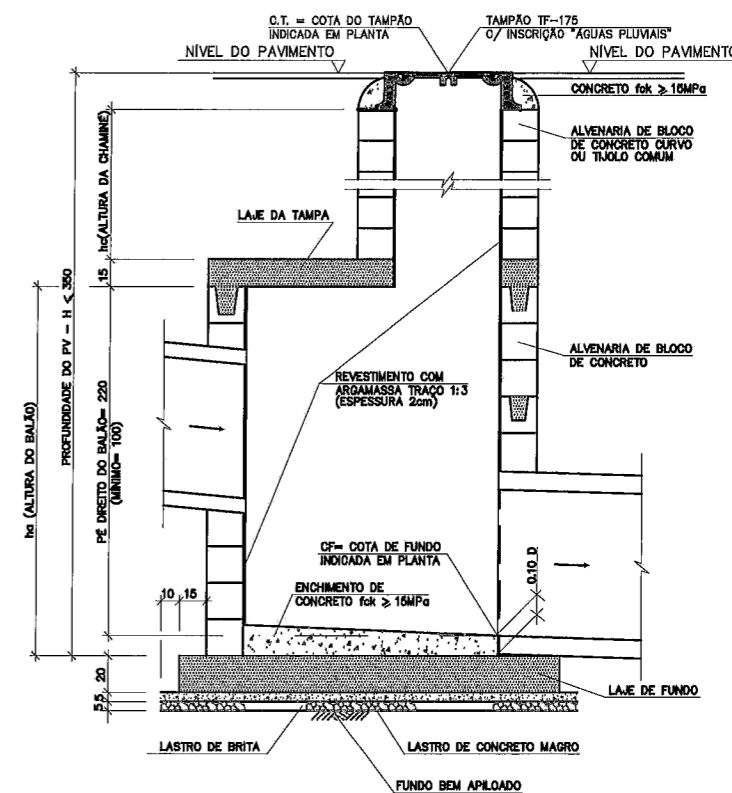 C.T. = COTA DO TAMPÃO
INDICADA EM PLANTA
TAMPÃO TF-175
C/ INSCRIÇÃO "ÁGUAS PLUVIAIS"
NÍVEL DO PAVIMENTO
NÍVEL DO PAVIMENTO
CONCRETO fck ⩾ 15MPa
ALVENARIA DE BLOCO
DE CONCRETO CURVO
OU TIJOLO COMUM
hc(ALTURA DA CHAMINÉ)
LAJE DA TAMPA
15
PROFUNDIDADE DO PV – H ⩽ 350
ALVENARIA DE BLOCO
DE CONCRETO
REVESTIMENTO COM
ARGAMASSA TRAÇO 1:3
(ESPESSURA 2cm)
ha (ALTURA DO BALÃO)
PÉ DIREITO DO BALÃO= 220
(MÍNIMO= 100)
CF= COTA DE FUNDO
INDICADA EM PLANTA
0.10 D
10
15
ENCHIMENTO DE
CONCRETO fck ⩾ 15MPa
20
LAJE DE FUNDO
5
5
LASTRO DE BRITA
LASTRO DE CONCRETO MAGRO
FUNDO BEM APILOADO